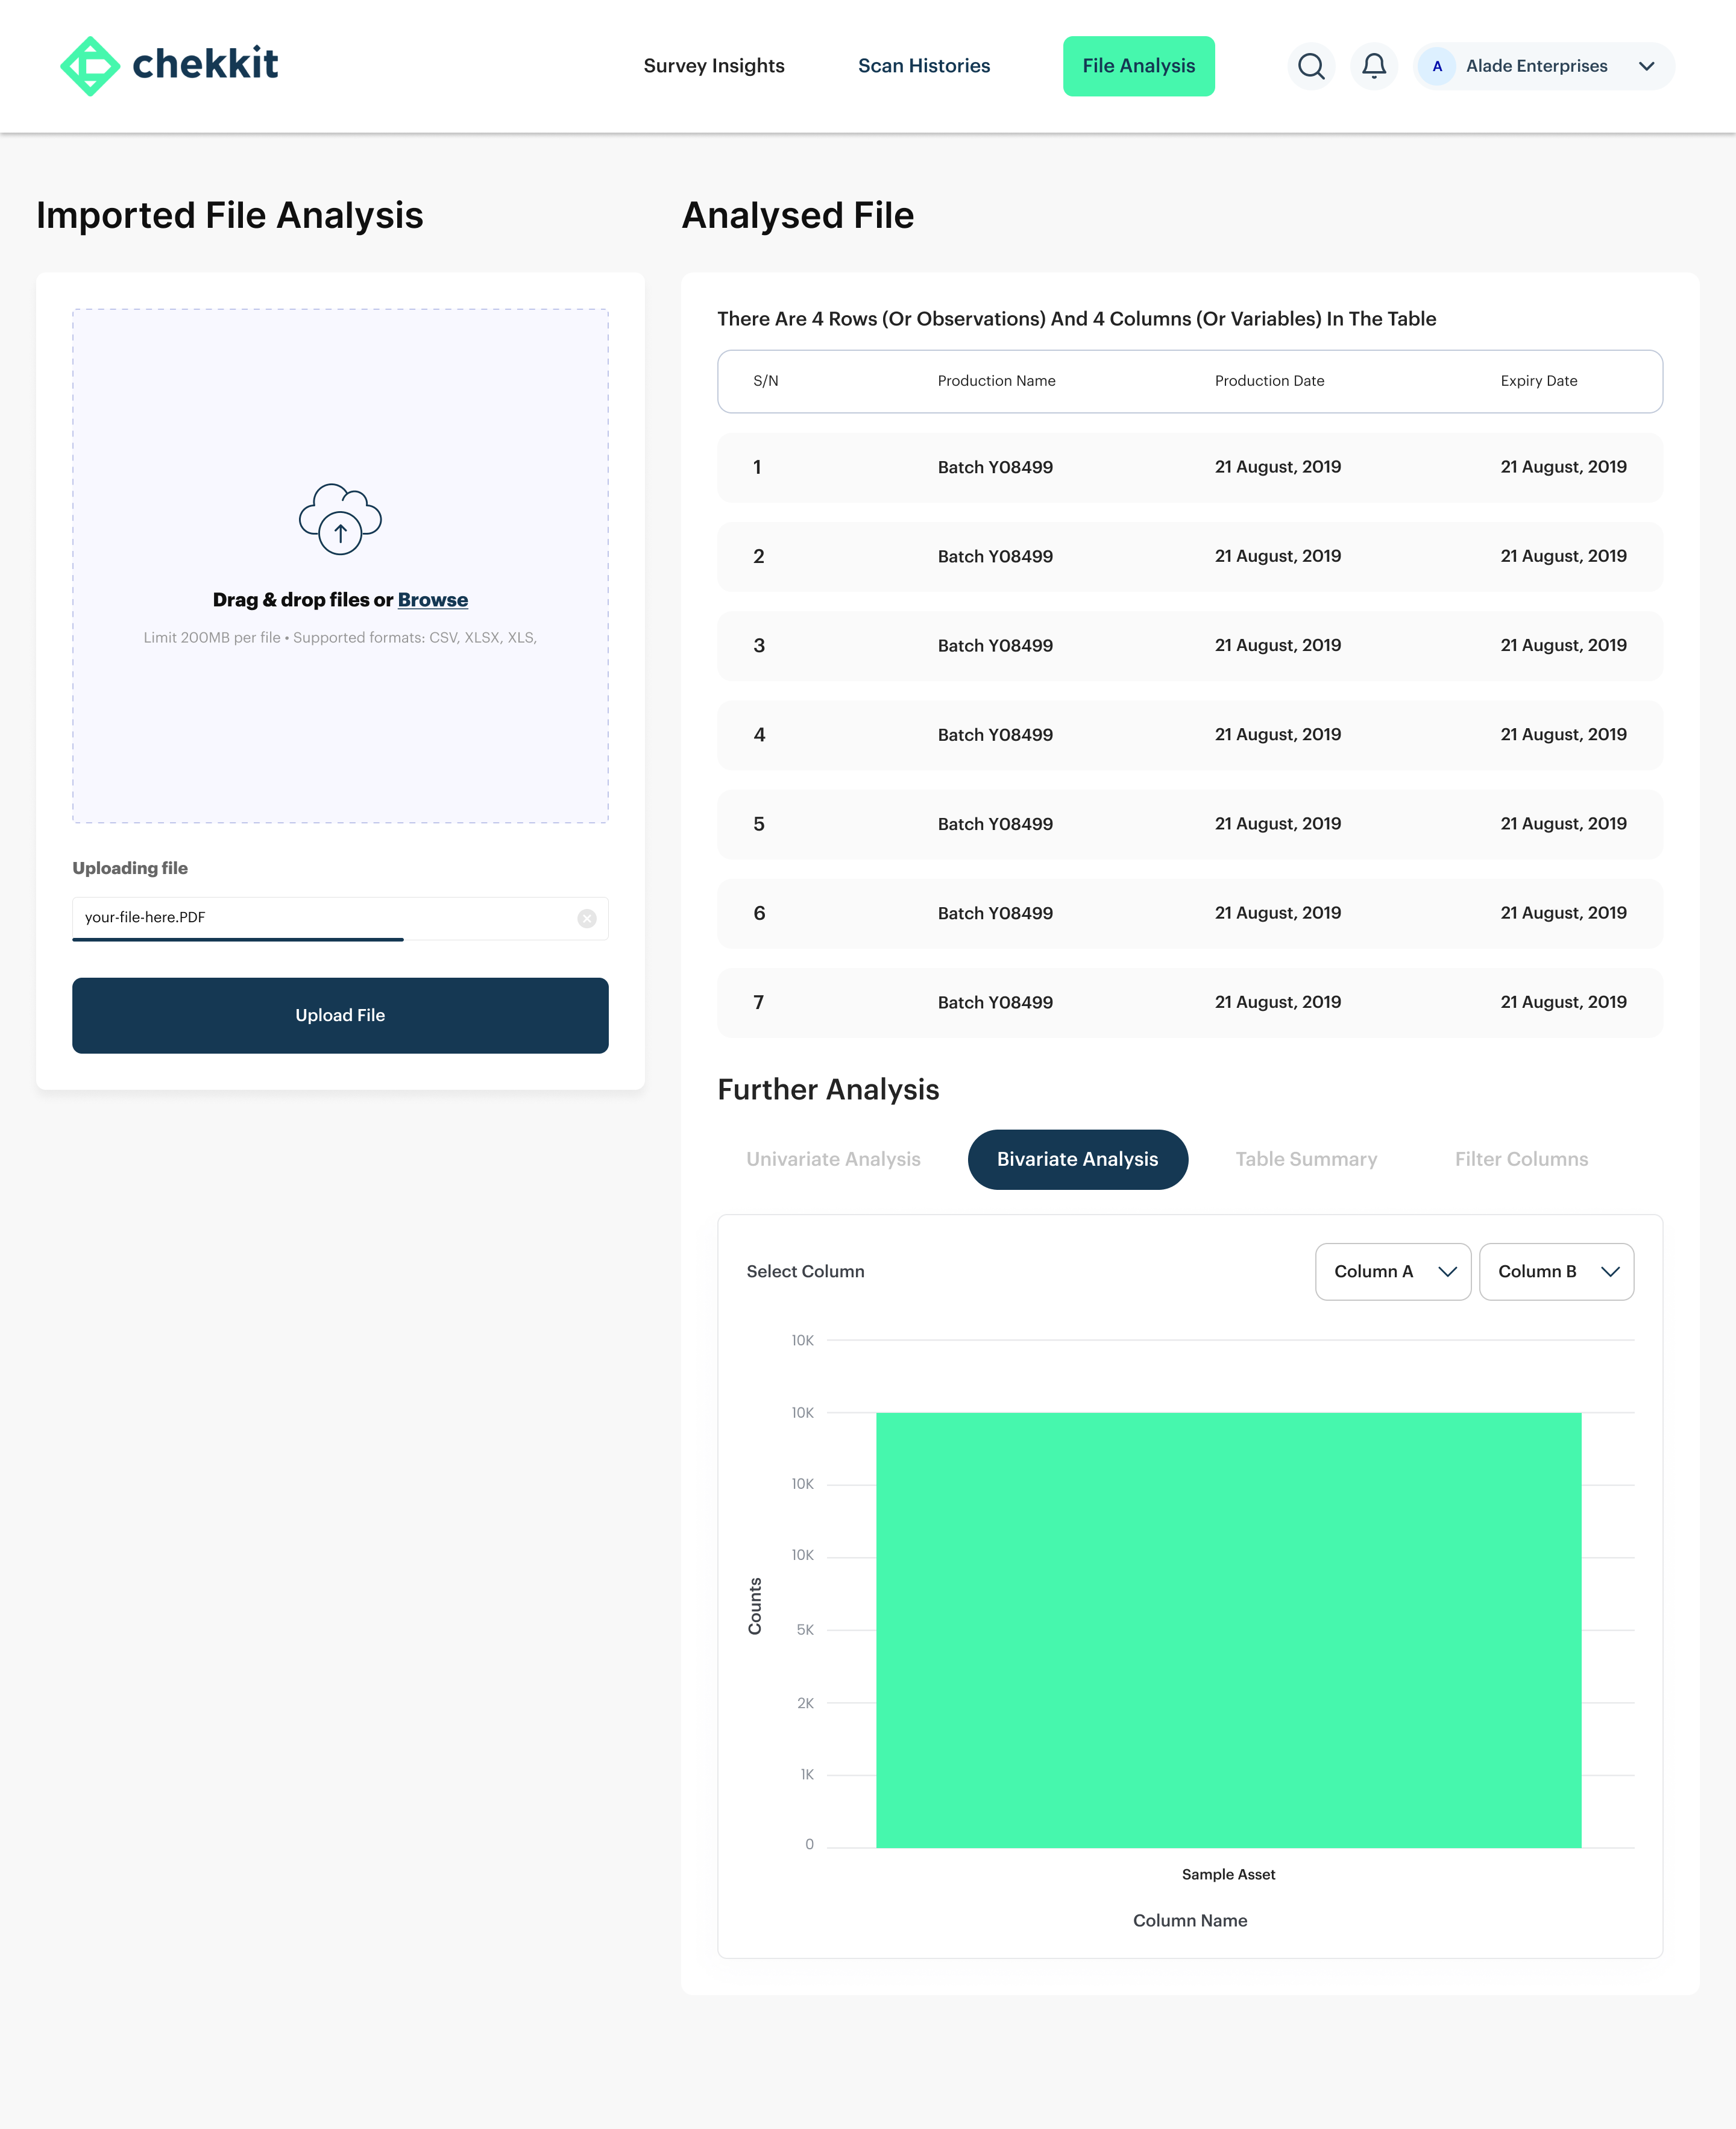 chekkit
Survey Insights
Scan Histories
File Analysis
A
Alade Enterprises
Imported File Analysis
Drag & drop files or Browse
Limit 200MB per file • Supported formats: CSV, XLSX, XLS,
Uploading file
your-file-here.PDF
Upload File
Analysed File
There Are 4 Rows (Or Observations) And 4 Columns (Or Variables) In The Table
S/N Production Name Production Date Expiry Date
1 Batch Y08499 21 August, 2019 21 August, 2019
2 Batch Y08499 21 August, 2019 21 August, 2019
3 Batch Y08499 21 August, 2019 21 August, 2019
4 Batch Y08499 21 August, 2019 21 August, 2019
5 Batch Y08499 21 August, 2019 21 August, 2019
6 Batch Y08499 21 August, 2019 21 August, 2019
7 Batch Y08499 21 August, 2019 21 August, 2019
Further Analysis
Univariate Analysis
Bivariate Analysis
Table Summary
Filter Columns
Select Column
Column A
Column B
10K
10K
10K
10K
5K
2K
1K
0
Counts
Sample Asset
Column Name